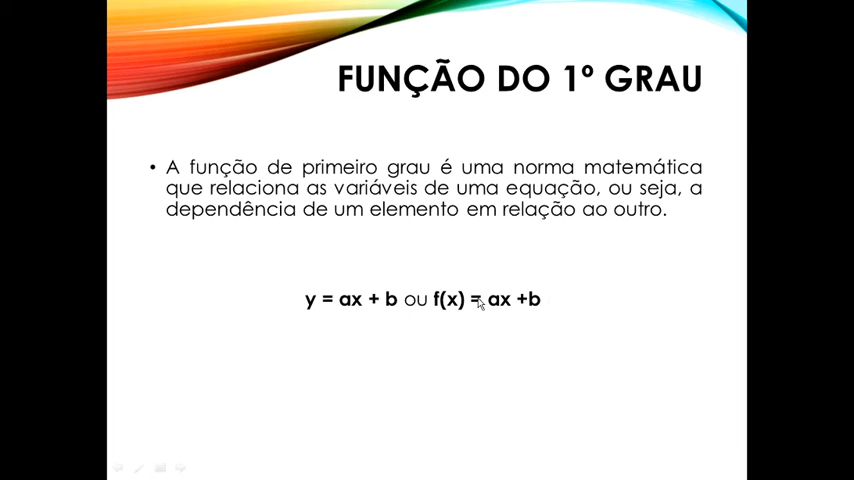 FUNÇÃO DO 1º GRAU
• A função de primeiro grau é uma norma matemática
que relaciona as variáveis de uma equação, ou seja, a
dependência de um elemento em relação ao outro.
y = ax + b ou f(x) = ax +b